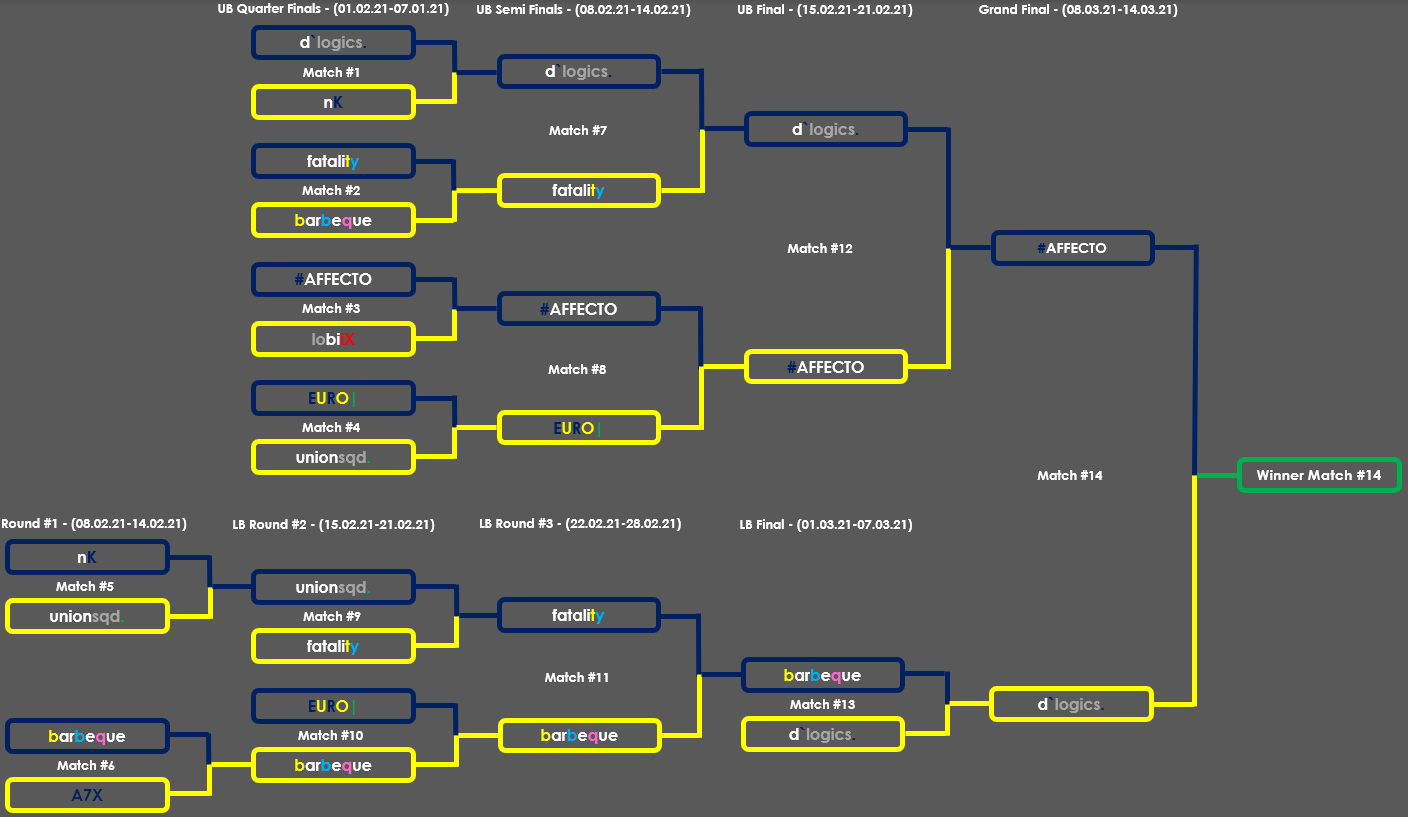 UB Quarter Finals - (01.02.21-07.01.21)
UB Semi Finals - (08.02.21-14.02.21)
UB Final - (15.02.21-21.02.21)
Grand Final - (08.03.21-14.03.21)
d`logics.
Match #1
nK
fatality
Match #2
barbeque
#AFFECTO
Match #3
lobiIX
EURO|
Match #4
unionsqd.
d`logics.
Match #7
fatality
#AFFECTO
Match #8
EURO|
d`logics.
Match #12
#AFFECTO
#AFFECTO
Match #14
Winner Match #14
Round #1 - (08.02.21-14.02.21)
LB Round #2 - (15.02.21-21.02.21)
LB Round #3 - (22.02.21-28.02.21)
LB Final - (01.03.21-07.03.21)
nK
Match #5
unionsqd.
barbeque
Match #6
A7X
unionsqd.
Match #9
fatality
EURO|
Match #10
barbeque
fatality
Match #11
barbeque
barbeque
Match #13
d`logics.
d`logics.